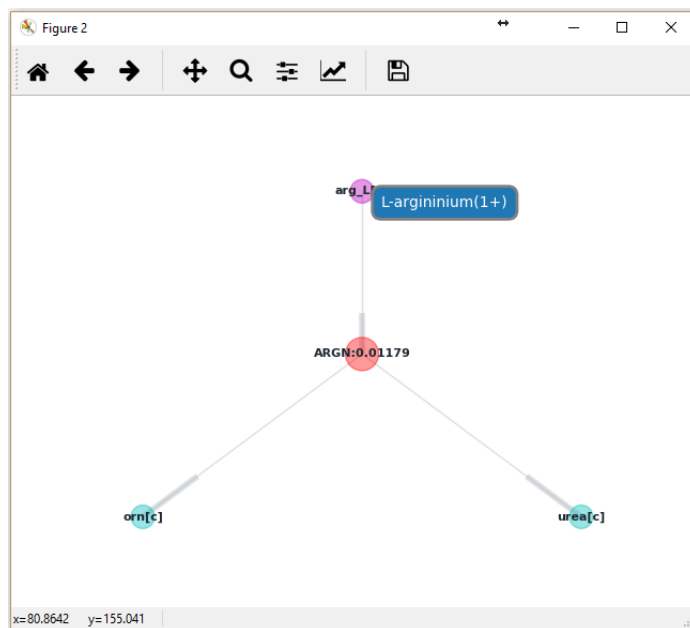 Figure 2
arg_L
L-argininium(1+)
ARGN:0.01179
orn[c]
urea[c]
x=80.8642 y=155.041